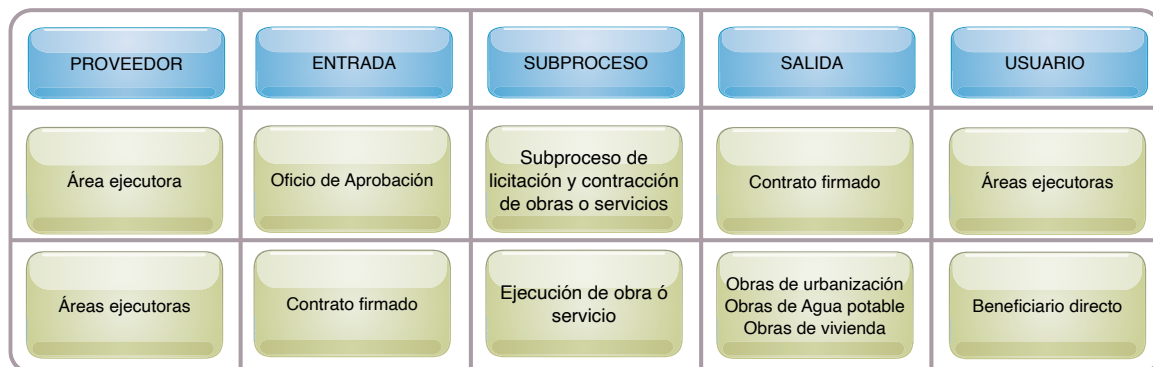 PROVEEDOR
ENTRADA
SUBPROCESO
SALIDA
USUARIO
Área ejecutora
Oficio de Aprobación
Subproceso de
licitación y contracción
de obras o servicios
Contrato firmado
Áreas ejecutoras
Áreas ejecutoras
Contrato firmado
Ejecución de obra ó
servicio
Obras de urbanización
Obras de Agua potable
Obras de vivienda
Beneficiario directo